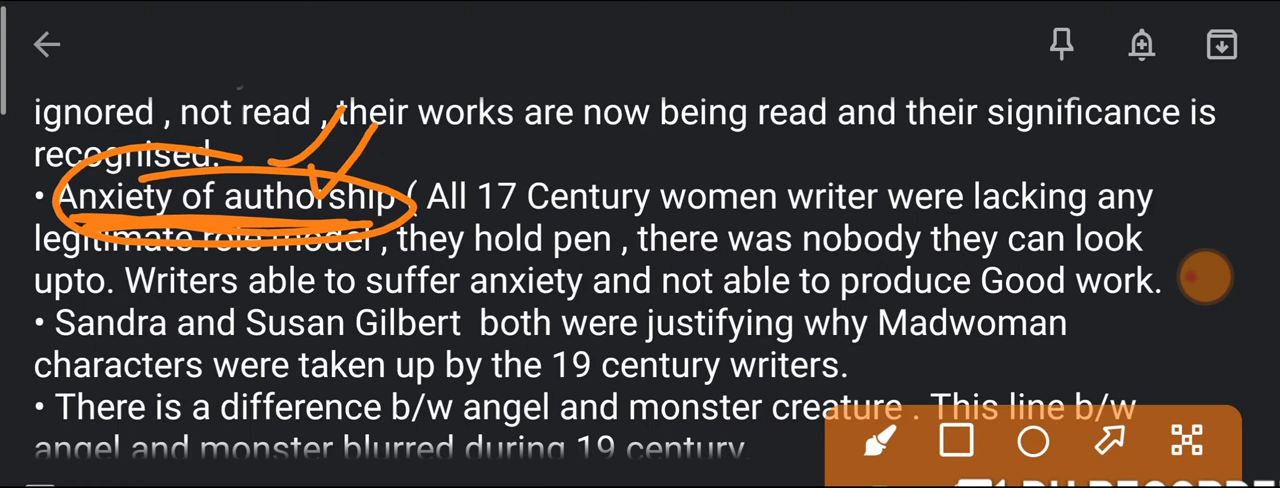 ignored , not read , their works are now being read and their significance is
recognised.
• Anxiety of authorship ( All 17 Century women writer were lacking any
legitimate role model , they hold pen , there was nobody they can look
upto. Writers able to suffer anxiety and not able to produce Good work.
• Sandra and Susan Gilbert both were justifying why Madwoman
characters were taken up by the 19 century writers.
• There is a difference b/w angel and monster creature . This line b/w
angel and monster blurred during 19 century.